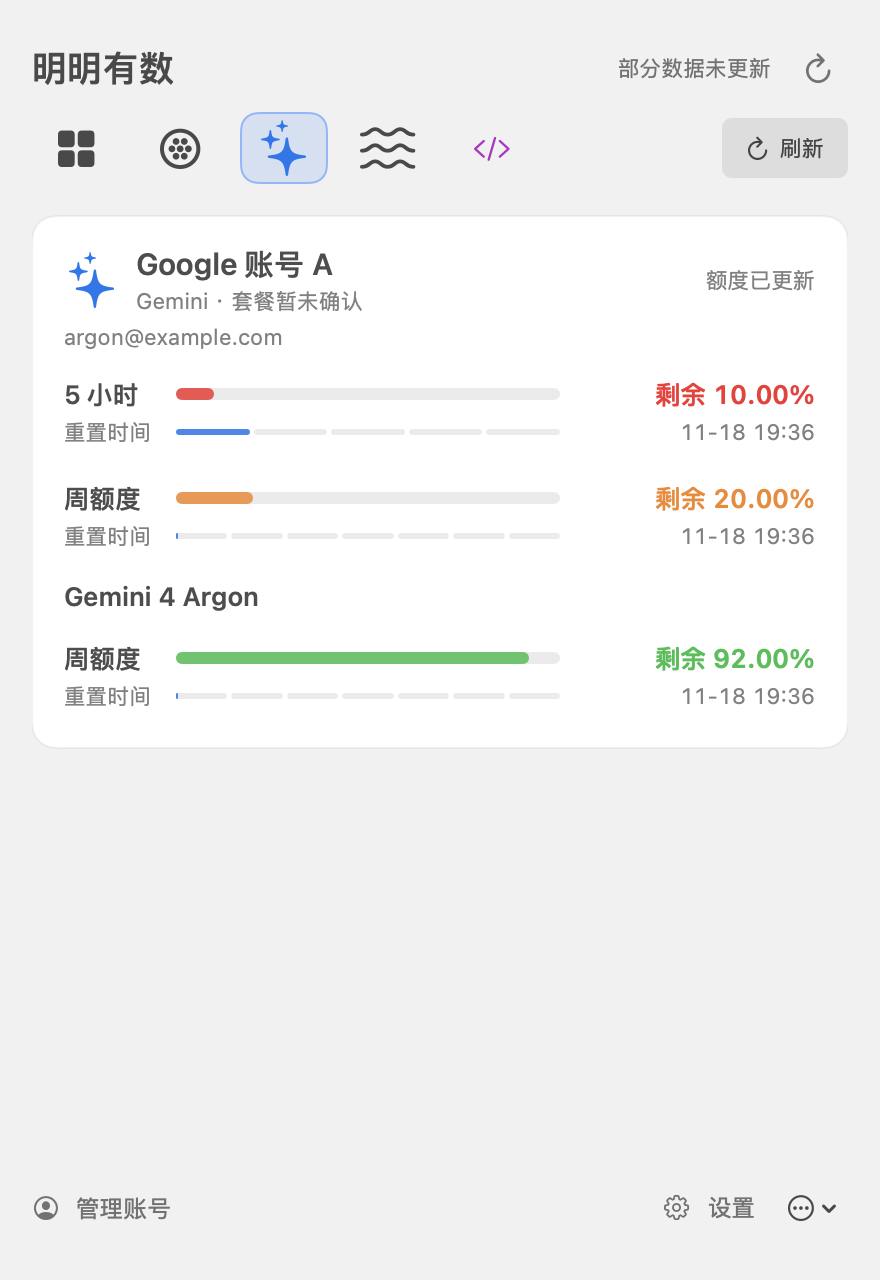 明明有数
部分数据未更新
刷新
Google 账号 A
Gemini · 套餐暂未确认
额度已更新
argon@example.com
5 小时
剩余 10.00%
重置时间
11-18 19:36
周额度
剩余 20.00%
重置时间
11-18 19:36
Gemini 4 Argon
周额度
剩余 92.00%
重置时间
11-18 19:36
管理账号
设置